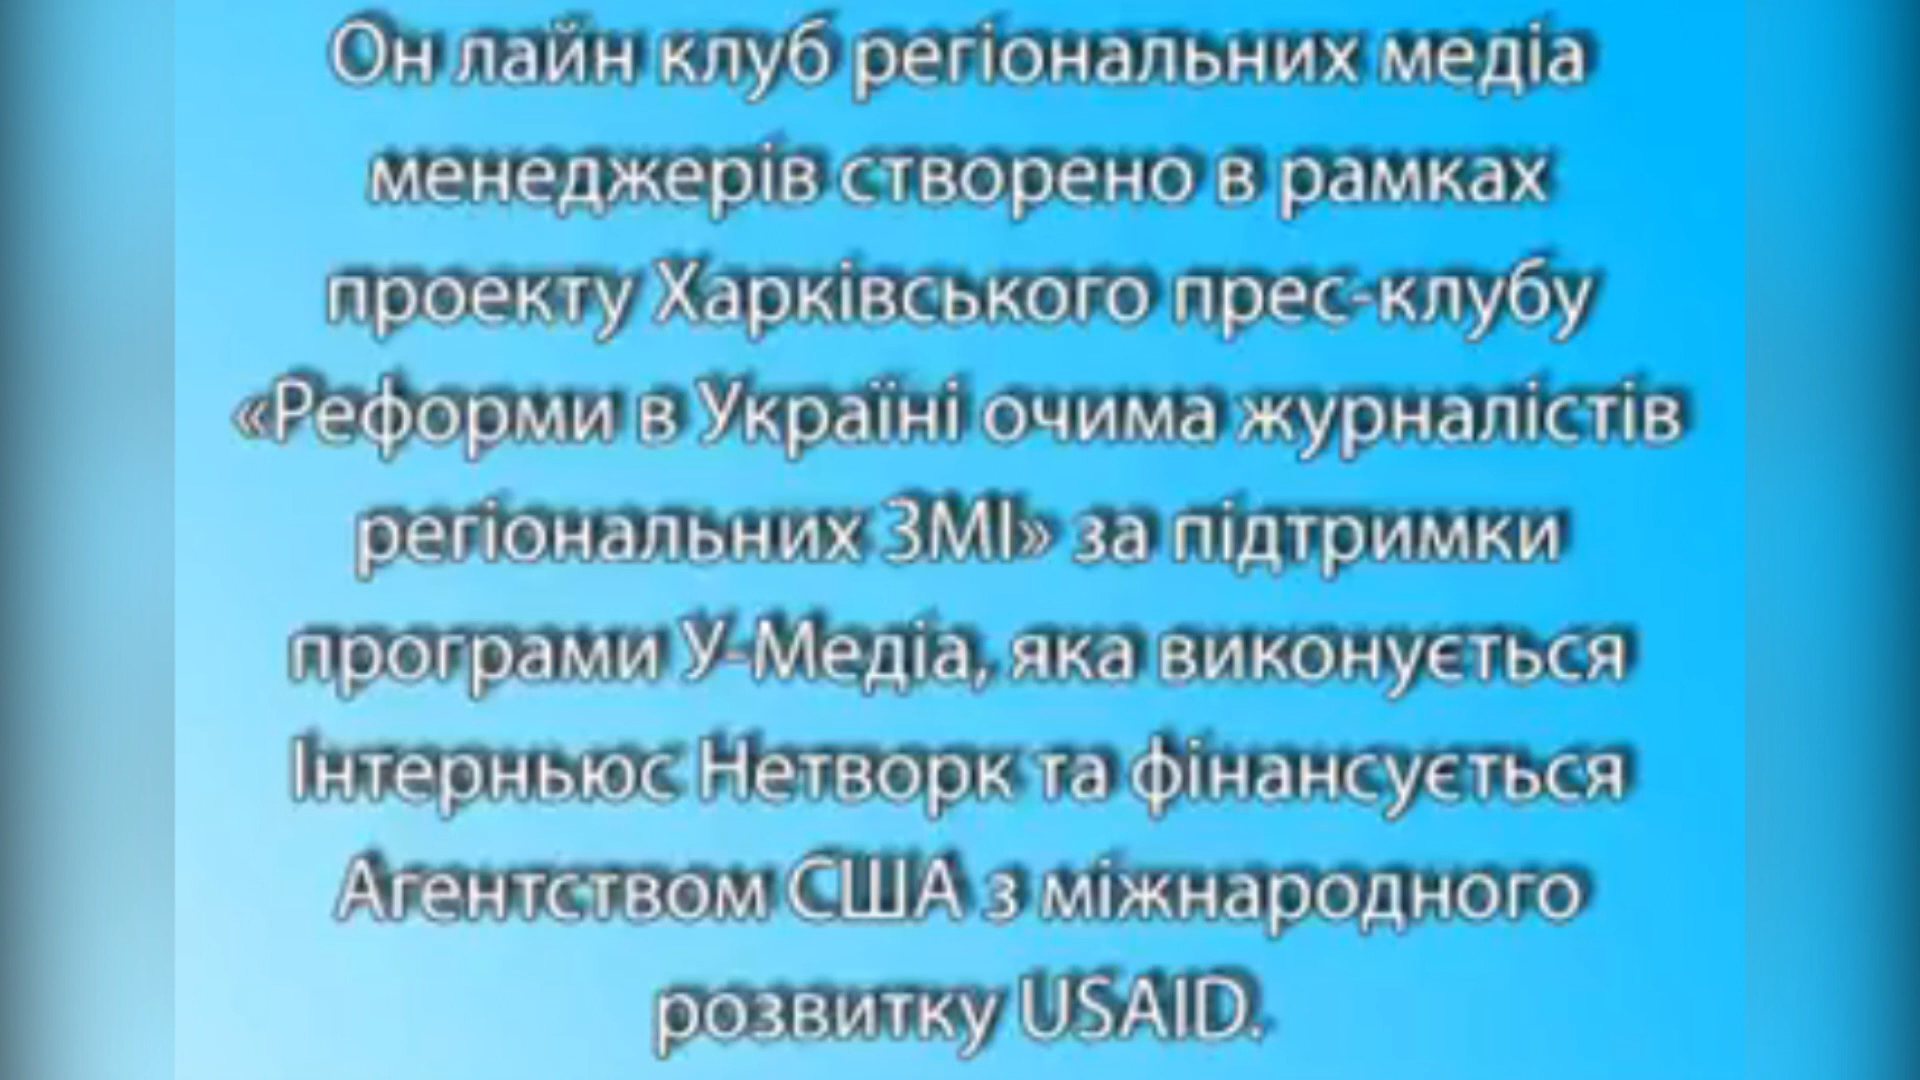 Он лайн клуб регіональних медіа
менеджерів створено в рамках
проекту Харківського прес-клубу
«Реформи в Україні очима журналістів
регіональних ЗМІ» за підтримки
програми У-Медіа, яка виконується
Інтерньюс Нетворк та фінансується
Агентством США з міжнародного
розвитку USAID.